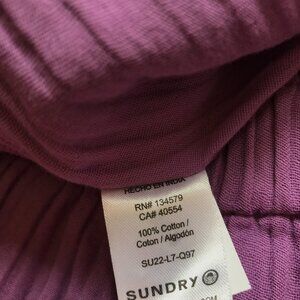 HECHO EN INDIA
RN# 134579
CA# 40554
100% Cotton /
Coton / Algodón
SU22-L7-Q97
SUNDRY